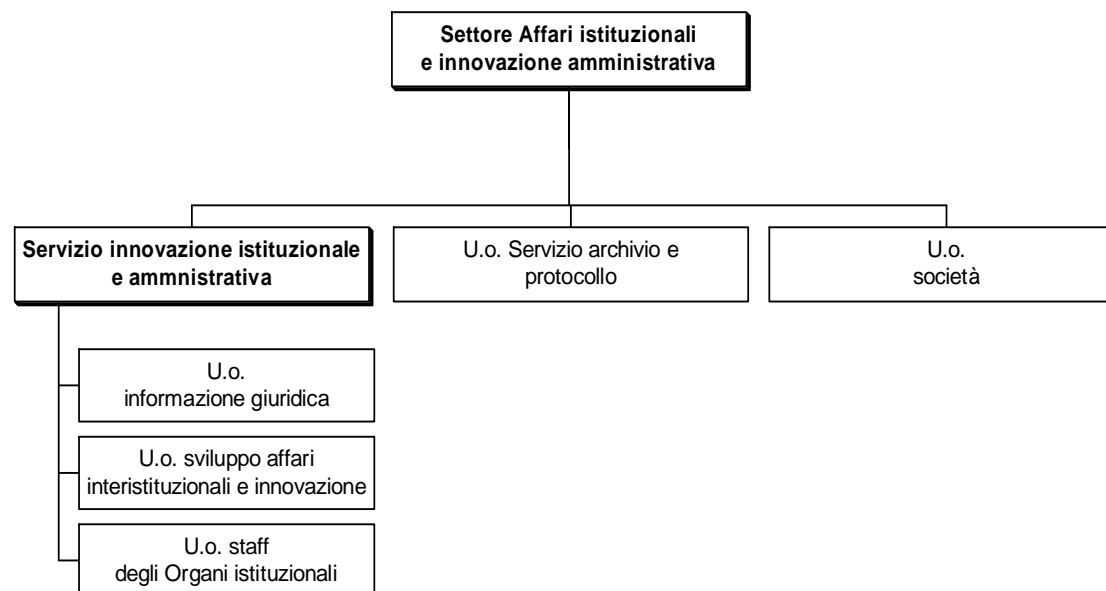 Settore Affari istituzionali
e innovazione amministrativa
Servizio innovazione istituzionale
e ammnistrativa
U.o. Servizio archivio e
protocollo
U.o.
società
U.o.
informazione giuridica
U.o. sviluppo affari
interistituzionali e innovazione
U.o. staff
degli Organi istituzionali